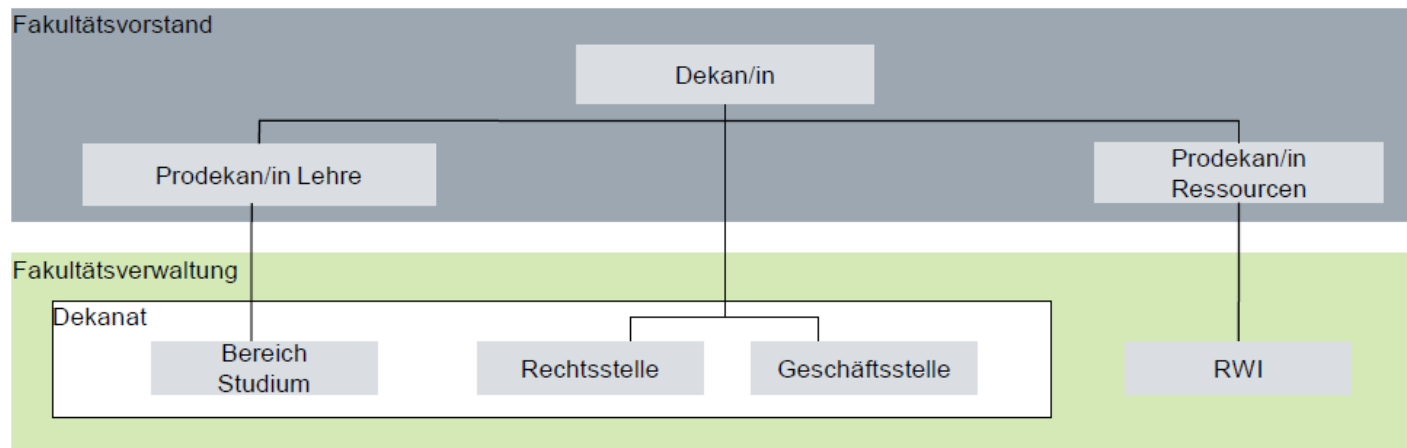 Fakultätsvorstand
Dekan/in
Prodekan/in Lehre
Prodekan/in
Ressourcen
Fakultätsverwaltung
Dekanat
Bereich
Studium
Rechtsstelle
Geschäftsstelle
RWI